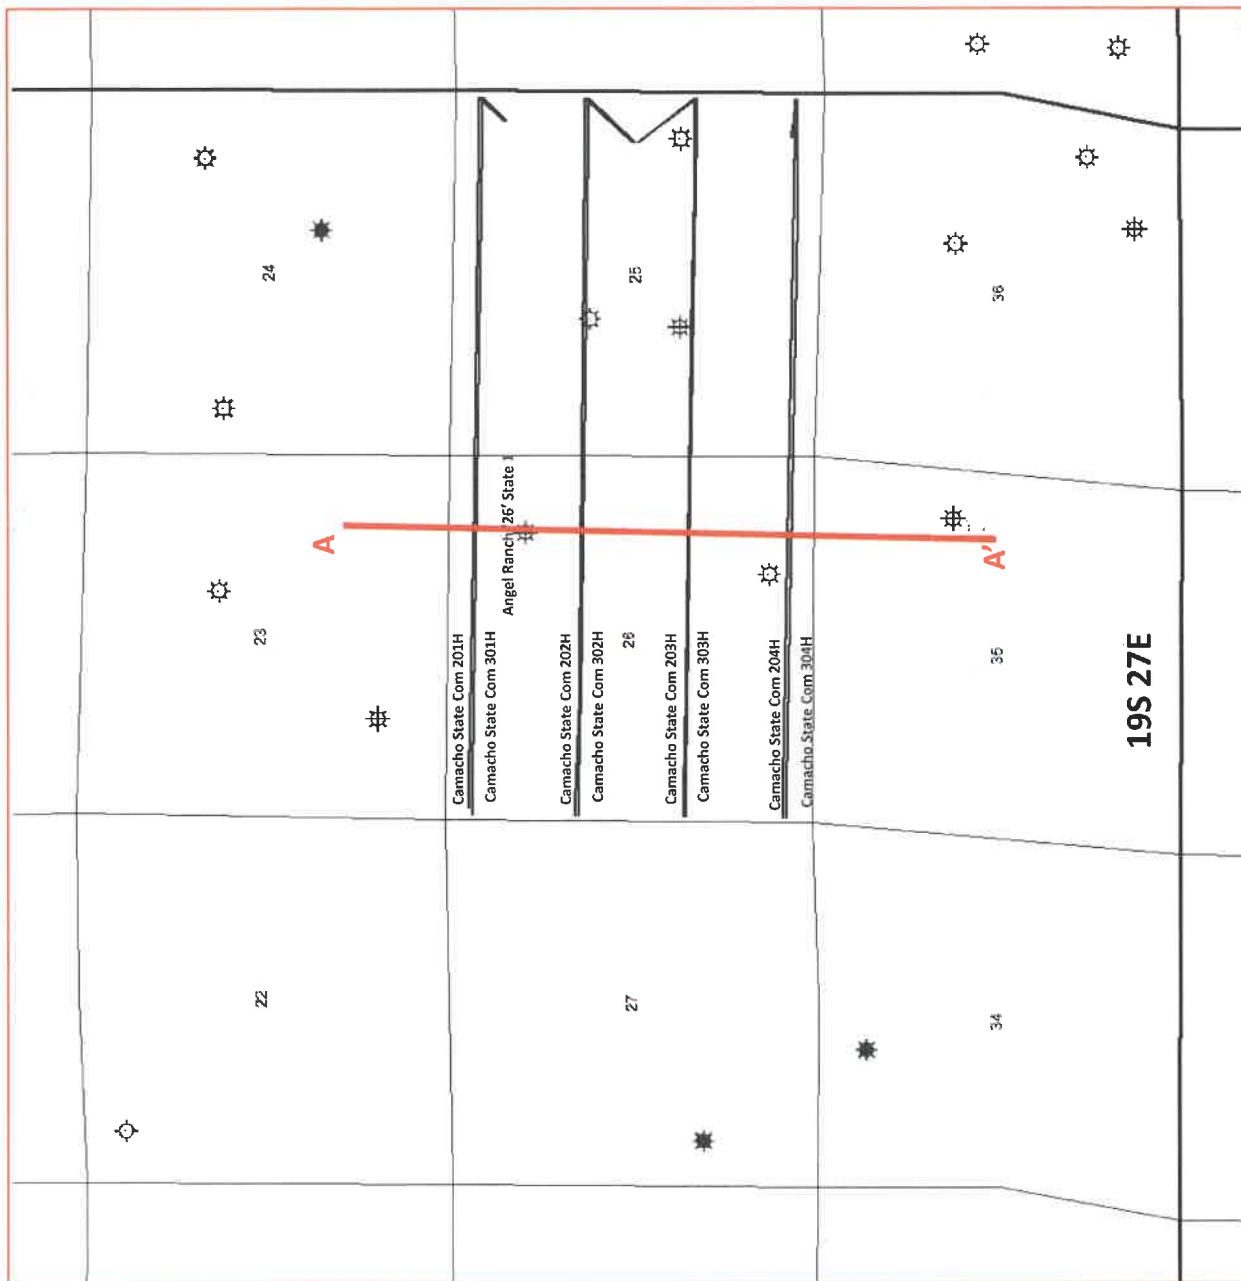 22 23 24
A
Camacho State Com 201H
Camacho State Com 301H
Angel Ranch '26' State 1
Camacho State Com 202H
Camacho State Com 302H
27 26 25
Camacho State Com 203H
Camacho State Com 303H
Camacho State Com 204H
Camacho State Com 304H
A'
34 35 36
19S 27E